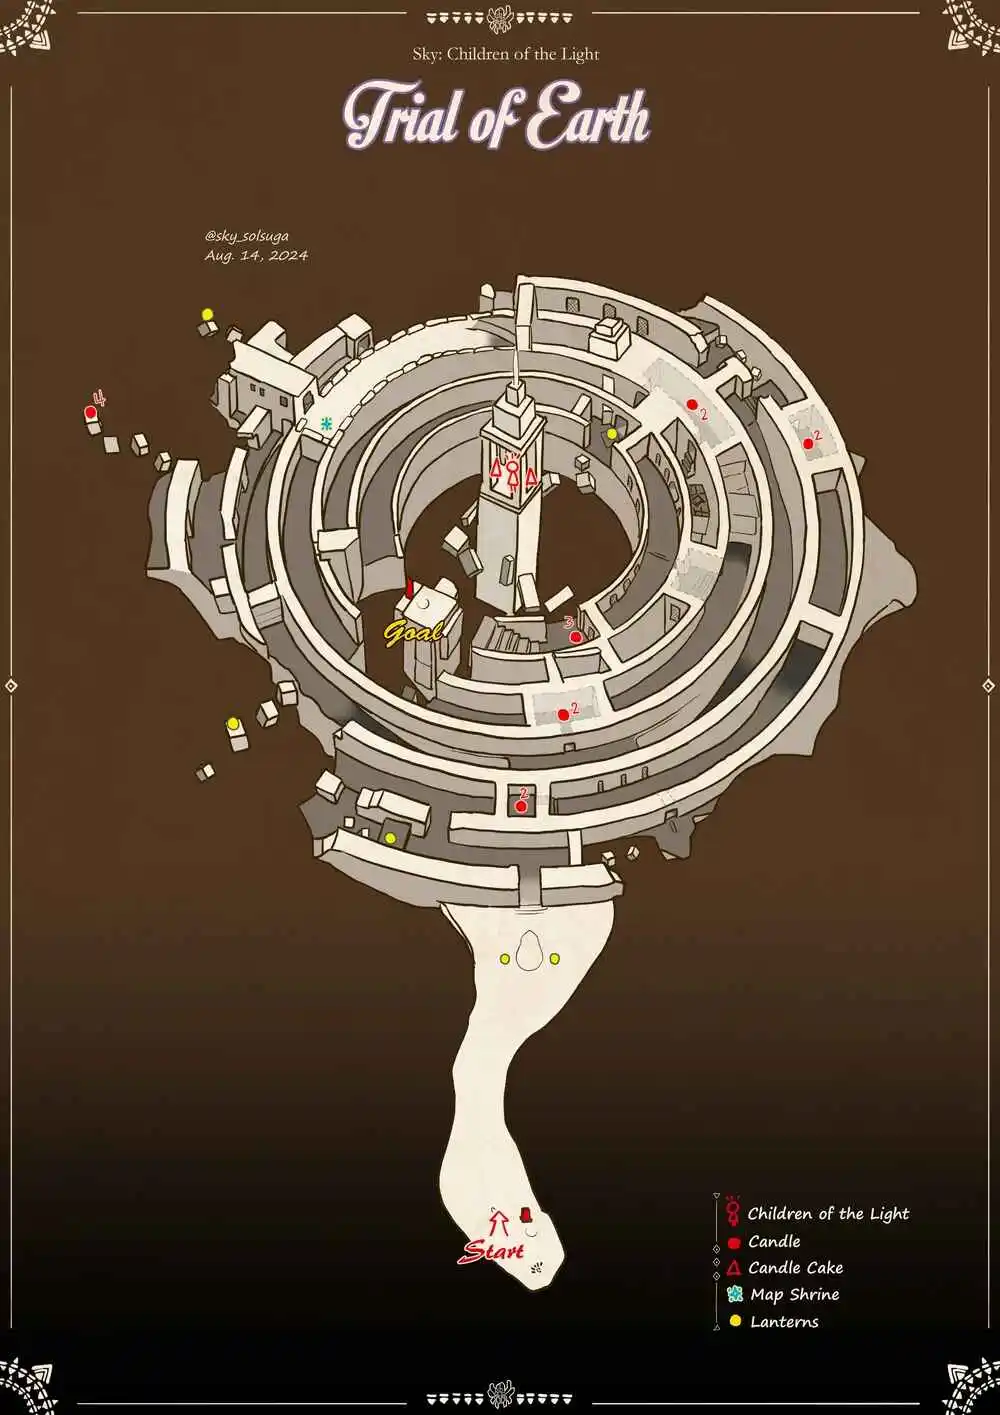 Sky: Children of the Light
Trial of Earth
@sky_solsuga
Aug. 14, 2024
4
2
2
3
Goal
2
2
Start
Children of the Light
Candle
Candle Cake
Map Shrine
Lanterns